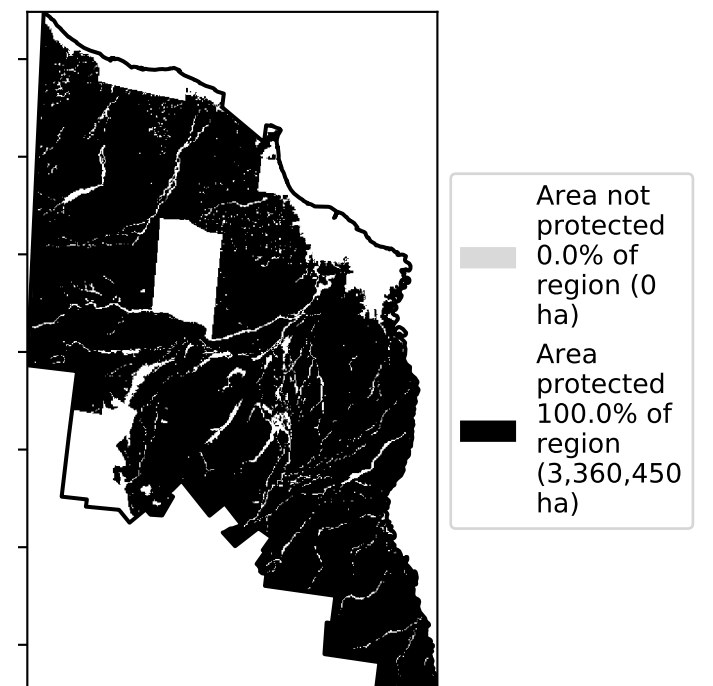 Area not
protected
0.0% of
region (0
ha)
Area
protected
100.0% of
region
(3,360,450
ha)